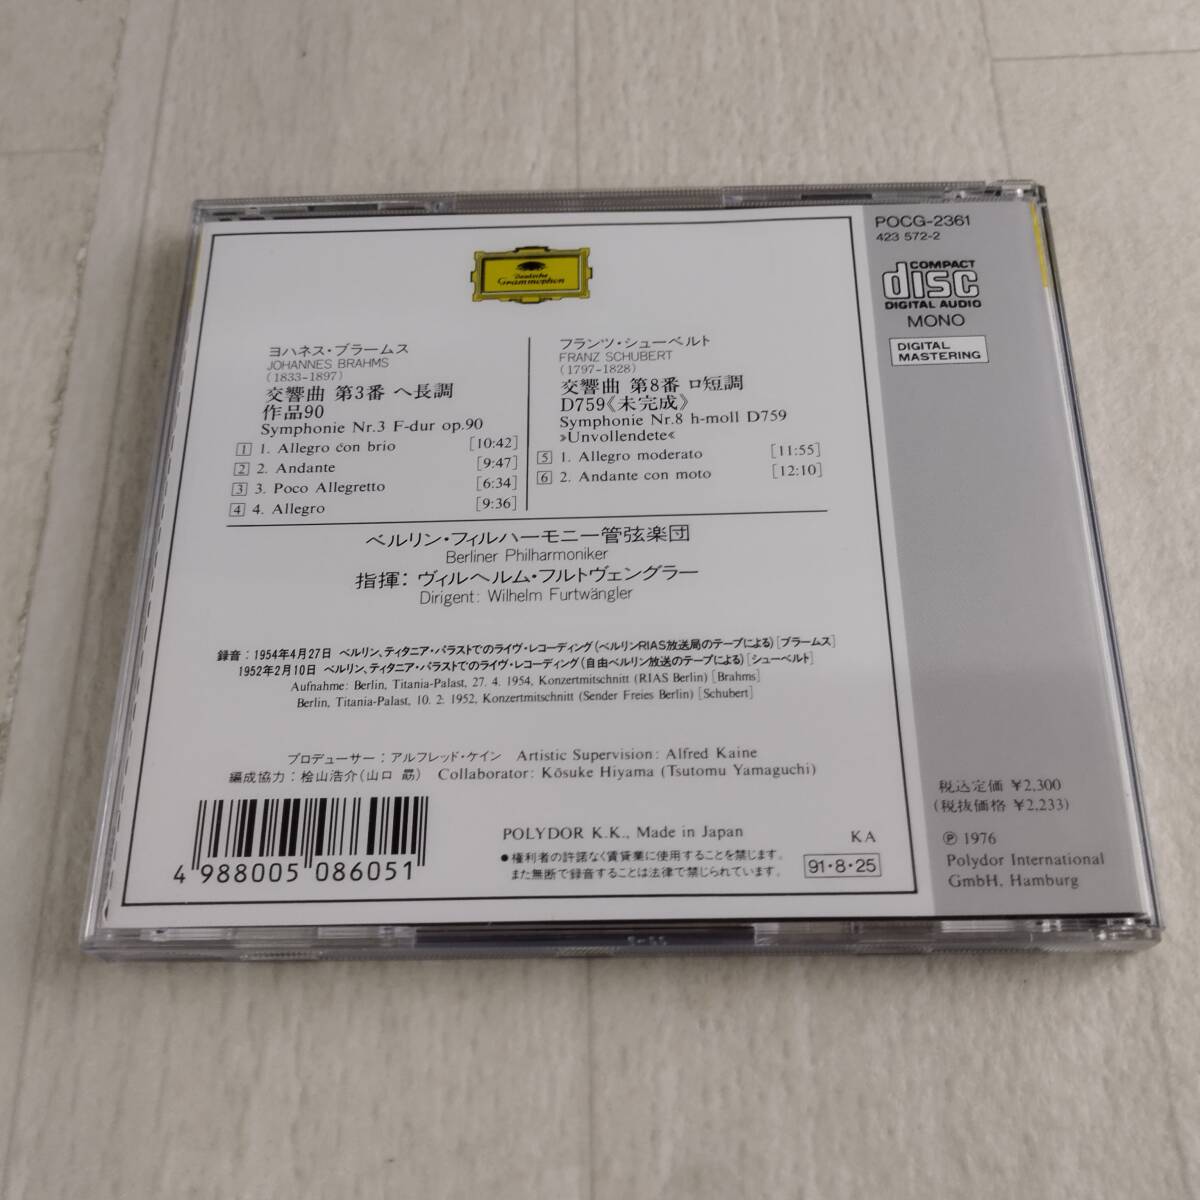 Deutsche
Grammophon
ヨハネス・ブラームス
JOHANNES BRAHMS
(1833-1897)
交響曲 第3番 ヘ長調
作品90
Symphonie Nr.3 F-dur op.90
1 1. Allegro con brio [10:42]
2 2. Andante [9:47]
3 3. Poco Allegretto [6:34]
4 4. Allegro [9:36]
フランツ・シューベルト
FRANZ SCHUBERT
(1797-1828)
交響曲 第8番 ロ短調
D759《未完成》
Symphonie Nr.8 h-moll D759
»Unvollendete«
5 1. Allegro moderato [11:55]
6 2. Andante con moto [12:10]
ベルリン・フィルハーモニー管弦楽団
Berliner Philharmoniker
指揮：ヴィルヘルム・フルトヴェングラー
Dirigent: Wilhelm Furtwängler
録音：1954年4月27日 ベルリン、ティタニア・パラストでのライヴ・レコーディング（ベルリンRIAS放送局のテープによる）[ブラームス]
1952年2月10日 ベルリン、ティタニア・パラストでのライヴ・レコーディング（自由ベルリン放送のテープによる）[シューベルト]
Aufnahme: Berlin, Titania-Palast, 27. 4. 1954, Konzertmitschnitt (RIAS Berlin) [Brahms]
Berlin, Titania-Palast, 10. 2. 1952, Konzertmitschnitt (Sender Freies Berlin) [Schubert]
プロデューサー：アルフレッド・ケイン Artistic Supervision: Alfred Kaine
編成協力：桧山浩介(山口 勗) Collaborator: Kōsuke Hiyama (Tsutomu Yamaguchi)
4 988005 086051
POLYDOR K.K., Made in Japan KA
●権利者の許諾なく賃貸業に使用することを禁じます。
また無断で録音することは法律で禁じられています。 91・8・25
POCG-2361
423 572-2
COMPACT
disc
DIGITAL AUDIO
MONO
DIGITAL
MASTERING
税込定価 ¥2,300
(税抜価格 ¥2,233)
℗ 1976
Polydor International
GmbH, Hamburg